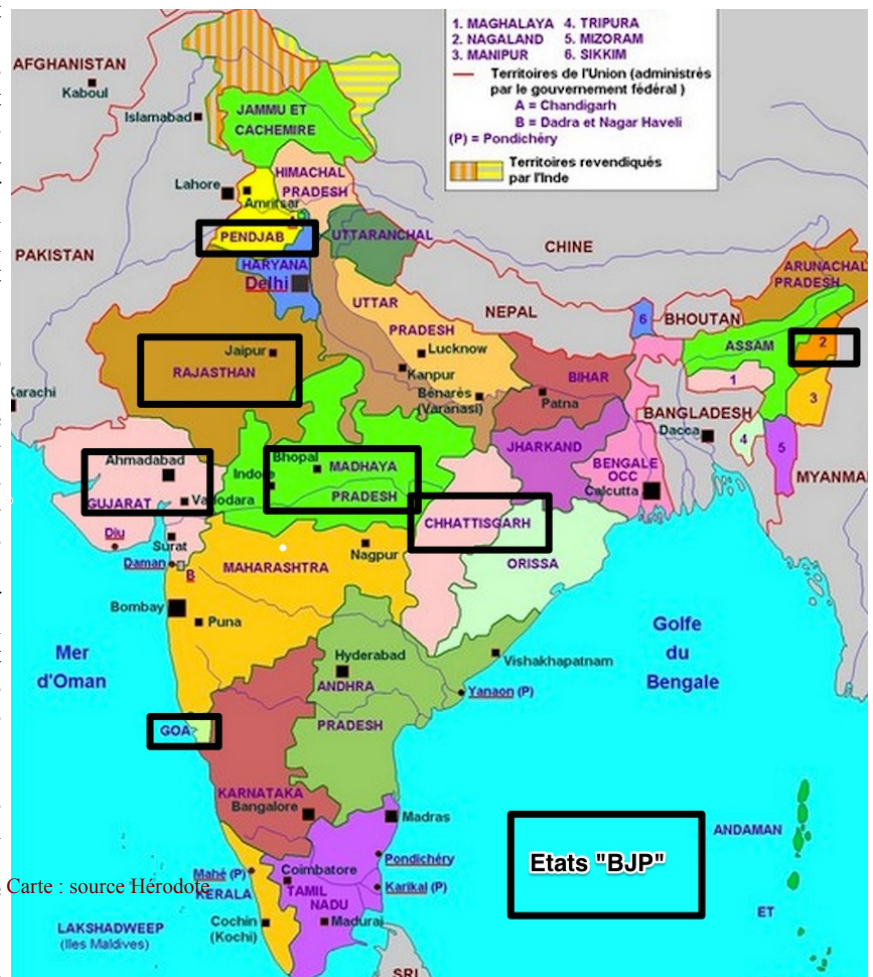 1. MAGHALAYA 4. TRIPURA
2. NAGALAND 5. MIZORAM
3. MANIPUR 6. SIKKIM
Territoires de l'Union (administrés
par le gouvernement fédéral )
A = Chandigarh
B = Dadra et Nagar Haveli
(P) = Pondichéry
Territoires revendiqués
par l'Inde
AFGHANISTAN
Kaboul
Islamabad
JAMMU ET
CACHEMIRE
HIMACHAL
PRADESH
Lahore
Amritsar
PENDJAB
UTTARANCHAL
CHINE
PAKISTAN
HARYANA
Delhi
ARUNACHAL
PRADESH
UTTAR
PRADESH
NEPAL
6
BHOUTAN
Jaipur
RAJASTHAN
Lucknow
Kanpur
ASSAM
2
BIHAR
1
Bénarès
(Varanasi)
Patna
3
Karachi
BANGLADESH
Dacca
4
5
Ahmadabad
GUJARAT
Vadodara
Bhopal
Indore
MADHAYA
PRADESH
JHARKAND
BENGALE
OCC
Calcutta
MYANMAR
CHHATTISGARH
Diu
Surat
Daman
B
Nagpur
MAHARASHTRA
ORISSA
Bombay
Puna
Golfe
du
Bengale
Mer
d'Oman
Hyderabad
Vishakhapatnam
ANDHRA
PRADESH
Yanaon (P)
GOA
KARNATAKA
Bangalore
Madras
ANDAMAN
Etats "BJP"
Pondichéry
Mahé (P)
Coimbatore
Karikal (P)
Carte : source Hérodote
KERALA
TAMIL
NADU
ET
LAKSHADWEEP
(Iles Maldives)
Cochin
(Kochi)
Madurai
SRI